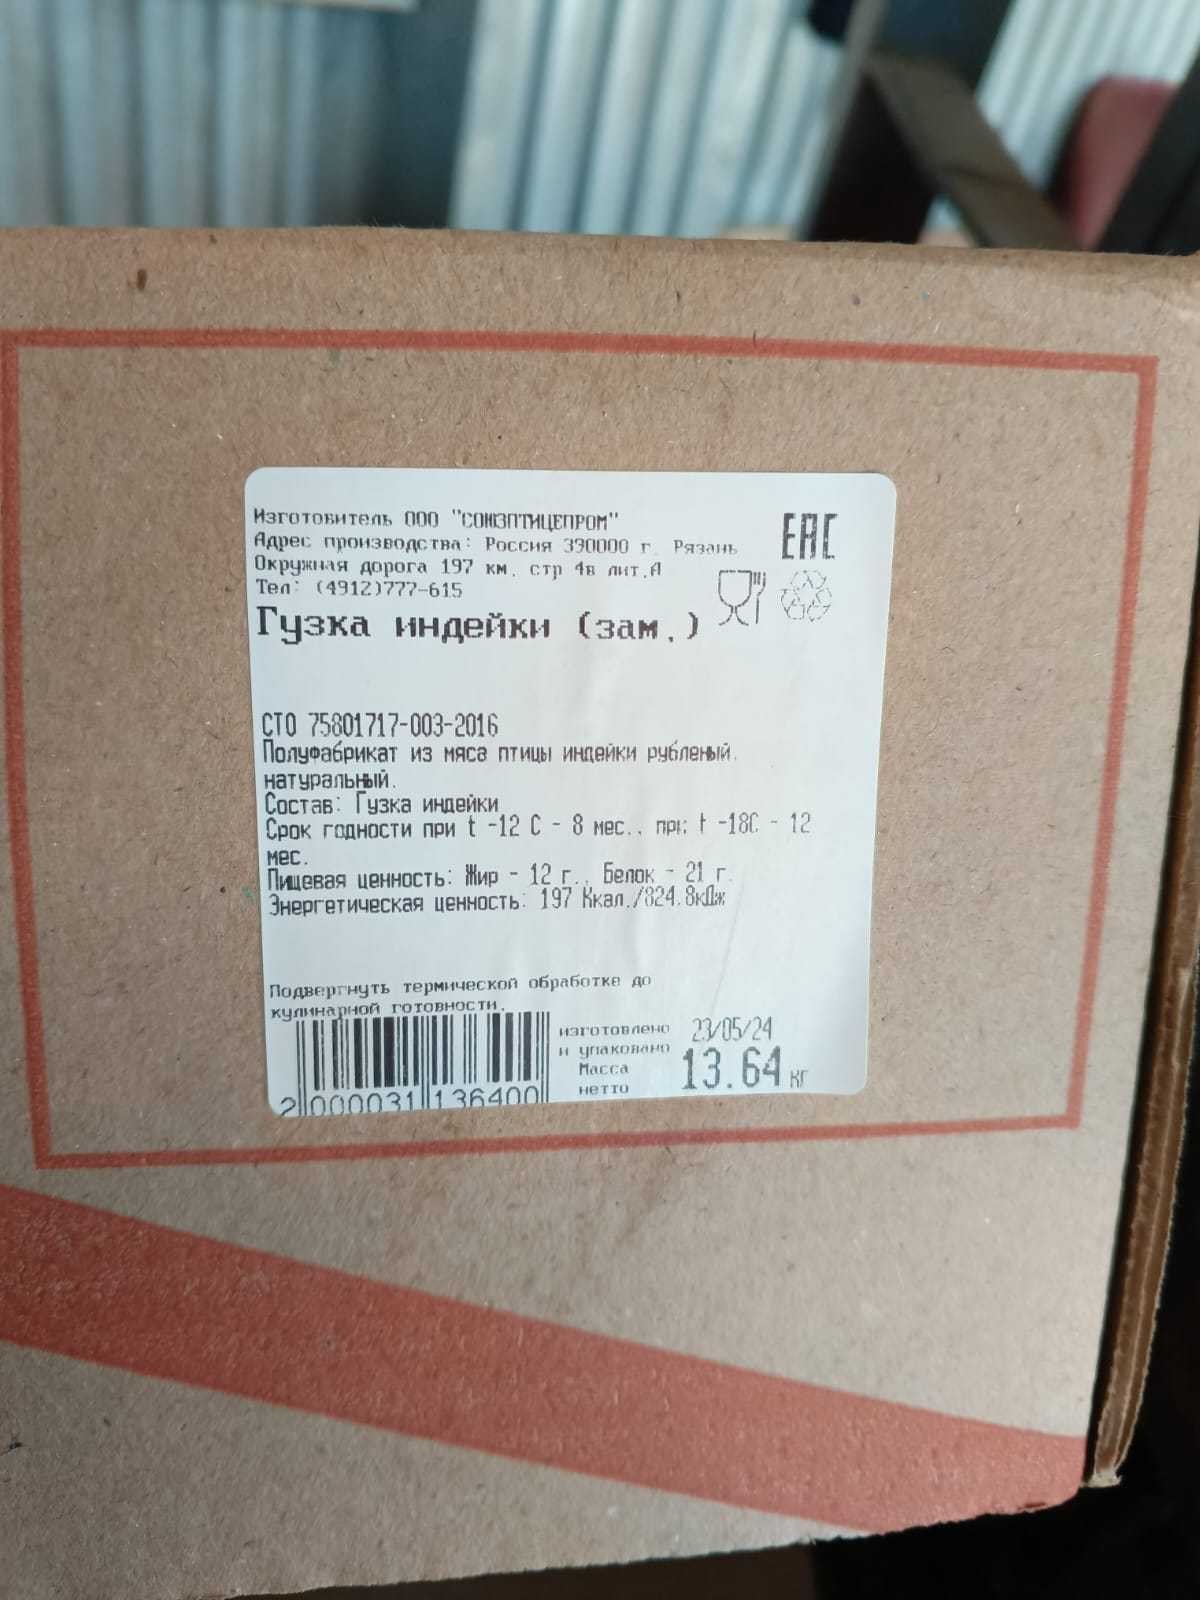 Изготовитель ООО "СОЮЗПТИЦЕПРОМ"
Адрес производства: Россия 390000 г. Рязань
Окружная дорога 197 км, стр 4в лит.А
Тел: (4912)777-615
EAC
Гузка индейки (зам.)
СТО 75801717-003-2016
Полуфабрикат из мяса птицы индейки рубленый.
натуральный.
Состав: Гузка индейки
Срок годности при t -12 С - 8 мес., при t -18С - 12
мес.
Пищевая ценность: Жир - 12 г., Белок - 21 г.
Энергетическая ценность: 197 Ккал./824.8кДж
Подвергнуть термической обработке до
кулинарной готовности.
изготовлено 23/05/24
и упаковано
Масса
нетто 13.64 кг
2 000031 136400